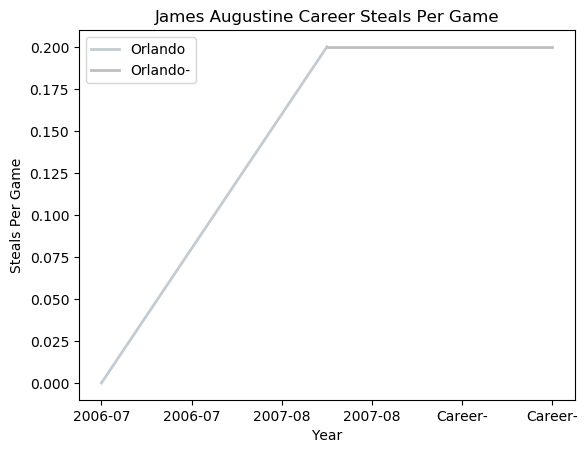 James Augustine Career Steals Per Game
Orlando
Orlando-
0.200
0.175
0.150
0.125
0.100
0.075
0.050
0.025
0.000
Steals Per Game
2006-07 2006-07 2007-08 2007-08 Career- Career-
Year